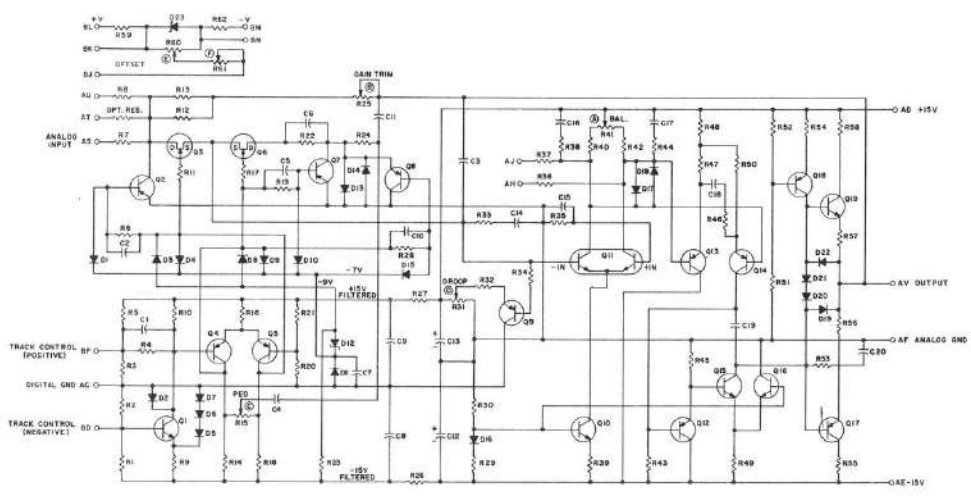 +V D23 R62 -V
BL R59 BM
BK R60 BN
E F R61
BJ OFFSET
GAIN TRIM
AU R8 R13 R25
AT OPT. RES. R12 C11 AD +15V
ANALOG INPUT AS R7 Q3 Q6 C6 R22 R24
D S S D
R11 R17 C5 R19 Q7 D14 D13 Q8
C3 C16 R38 R40 A BAL. R41 R42 C17 R44 R48 R47 R50 R52 R54 R58
AJ R37 D18 D17
AH R36
C18 R46 Q18 Q19
Q2 R6 C2 D1 D3 D4 D9 D10
C10 R28 D15 -7V
R33 C14 C15 R35
-IN Q11 +IN Q13 Q14
R57 D22 D21 D20 D19 R56 R51
AV OUTPUT
-9V +15V FILTERED R27
DROOP R31 R32 R34 Q9
R5 C1 R10 R16 R21 Q4 Q5
TRACK CONTROL (POSITIVE) BF R4 R3 R20 D12 C7 C9 C13 C19
AF ANALOG GND
R53 C20
DIGITAL GND AC
R2 D2 D7 D6 D5
TRACK CONTROL (NEGATIVE) BD Q1
PED R15 C
R45 Q15 Q16
R30 D16 R29 C8 C12 Q10 Q12 Q17
R1 R9 R14 R18 R23 R39 R43 R49 R55
-15V FILTERED R26 AE-15V